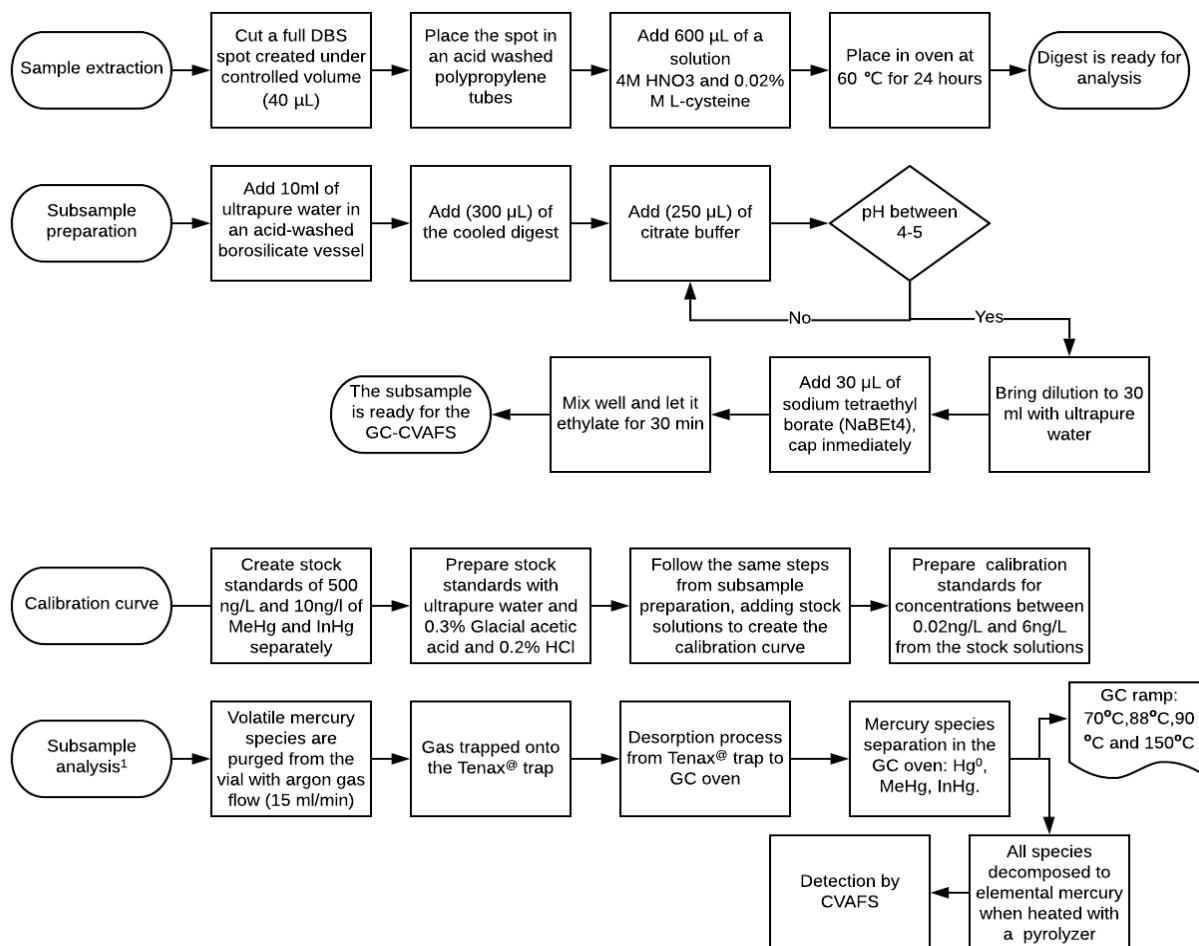 Sample extraction
Cut a full DBS
spot created under
controlled volume
(40 µL)
Place the spot in
an acid washed
polypropylene
tubes
Add 600 µL of a
solution
4M HNO3 and 0.02%
M L-cysteine
Place in oven at
60 °C for 24 hours
Digest is ready for
analysis
Subsample
preparation
Add 10ml of
ultrapure water in
an acid-washed
borosilicate vessel
Add (300 µL) of
the cooled digest
Add (250 µL) of
citrate buffer
pH between
4-5
No
Yes
The subsample
is ready for the
GC-CVAFS
Mix well and let it
ethylate for 30 min
Add 30 µL of
sodium tetraethyl
borate (NaBEt4),
cap inmediately
Bring dilution to 30
ml with ultrapure
water
Calibration curve
Create stock
standards of 500
ng/L and 10ng/l of
MeHg and InHg
separately
Prepare stock
standards with
ultrapure water and
0.3% Glacial acetic
acid and 0.2% HCl
Follow the same steps
from subsample
preparation, adding stock
solutions to create the
calibration curve
Prepare calibration
standards for
concentrations between
0.02ng/L and 6ng/L
from the stock solutions
Subsample
analysis¹
Volatile mercury
species are
purged from the
vial with argon gas
flow (15 ml/min)
Gas trapped onto
the Tenax@ trap
Desorption process
from Tenax@ trap to
GC oven
Mercury species
separation in the
GC oven: Hg⁰,
MeHg, InHg.
GC ramp:
70°C,88°C,90
°C and 150°C
Detection by
CVAFS
All species
decomposed to
elemental mercury
when heated with
a pyrolyzer